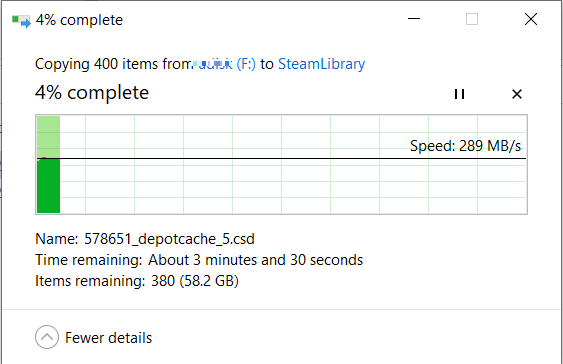 4% complete
Copying 400 items from (F:) to SteamLibrary
4% complete
Speed: 289 MB/s
Name: 578651_depotcache_5.csd
Time remaining: About 3 minutes and 30 seconds
Items remaining: 380 (58.2 GB)
Fewer details